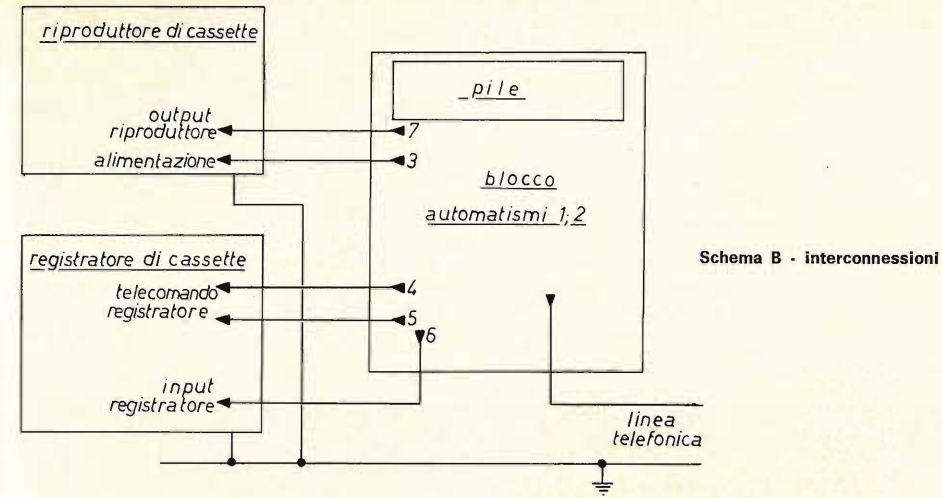 riproduttore di cassette
output
riproduttore
alimentazione
pile
7
3
blocco
automatismi 1;2
registratore di cassette
telecomando
registratore
4
5
6
input
registratore
linea
telefonica
Schema B - interconnessioni